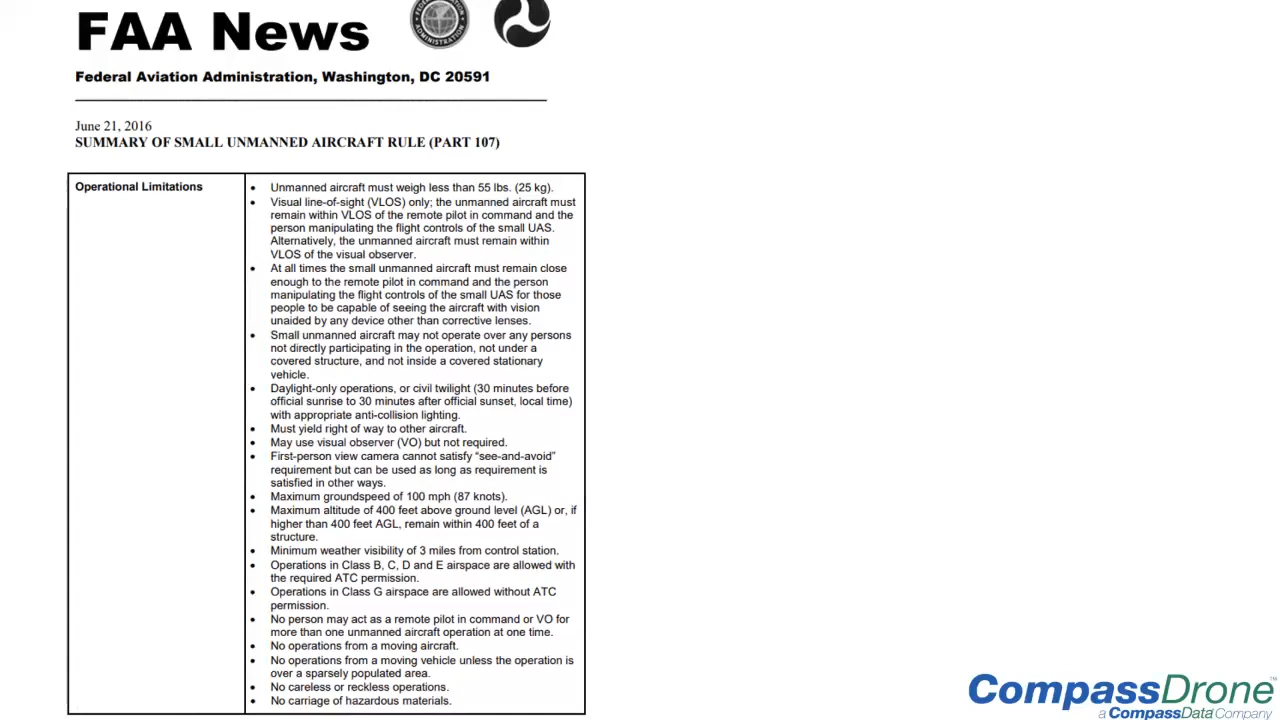 FAA News
Federal Aviation Administration, Washington, DC 20591
June 21, 2016
SUMMARY OF SMALL UNMANNED AIRCRAFT RULE (PART 107)
Operational Limitations
• Unmanned aircraft must weigh less than 55 lbs. (25 kg).
• Visual line-of-sight (VLOS) only; the unmanned aircraft must
remain within VLOS of the remote pilot in command and the
person manipulating the flight controls of the small UAS.
Alternatively, the unmanned aircraft must remain within
VLOS of the visual observer.
• At all times the small unmanned aircraft must remain close
enough to the remote pilot in command and the person
manipulating the flight controls of the small UAS for those
people to be capable of seeing the aircraft with vision
unaided by any device other than corrective lenses.
• Small unmanned aircraft may not operate over any persons
not directly participating in the operation, not under a
covered structure, and not inside a covered stationary
vehicle.
• Daylight-only operations, or civil twilight (30 minutes before
official sunrise to 30 minutes after official sunset, local time)
with appropriate anti-collision lighting.
• Must yield right of way to other aircraft.
• May use visual observer (VO) but not required.
• First-person view camera cannot satisfy “see-and-avoid”
requirement but can be used as long as requirement is
satisfied in other ways.
• Maximum groundspeed of 100 mph (87 knots).
• Maximum altitude of 400 feet above ground level (AGL) or, if
higher than 400 feet AGL, remain within 400 feet of a
structure.
• Minimum weather visibility of 3 miles from control station.
• Operations in Class B, C, D and E airspace are allowed with
the required ATC permission.
• Operations in Class G airspace are allowed without ATC
permission.
• No person may act as a remote pilot in command or VO for
more than one unmanned aircraft operation at one time.
• No operations from a moving aircraft.
• No operations from a moving vehicle unless the operation is
over a sparsely populated area.
• No careless or reckless operations.
• No carriage of hazardous materials.
CompassDrone™
a CompassData Company